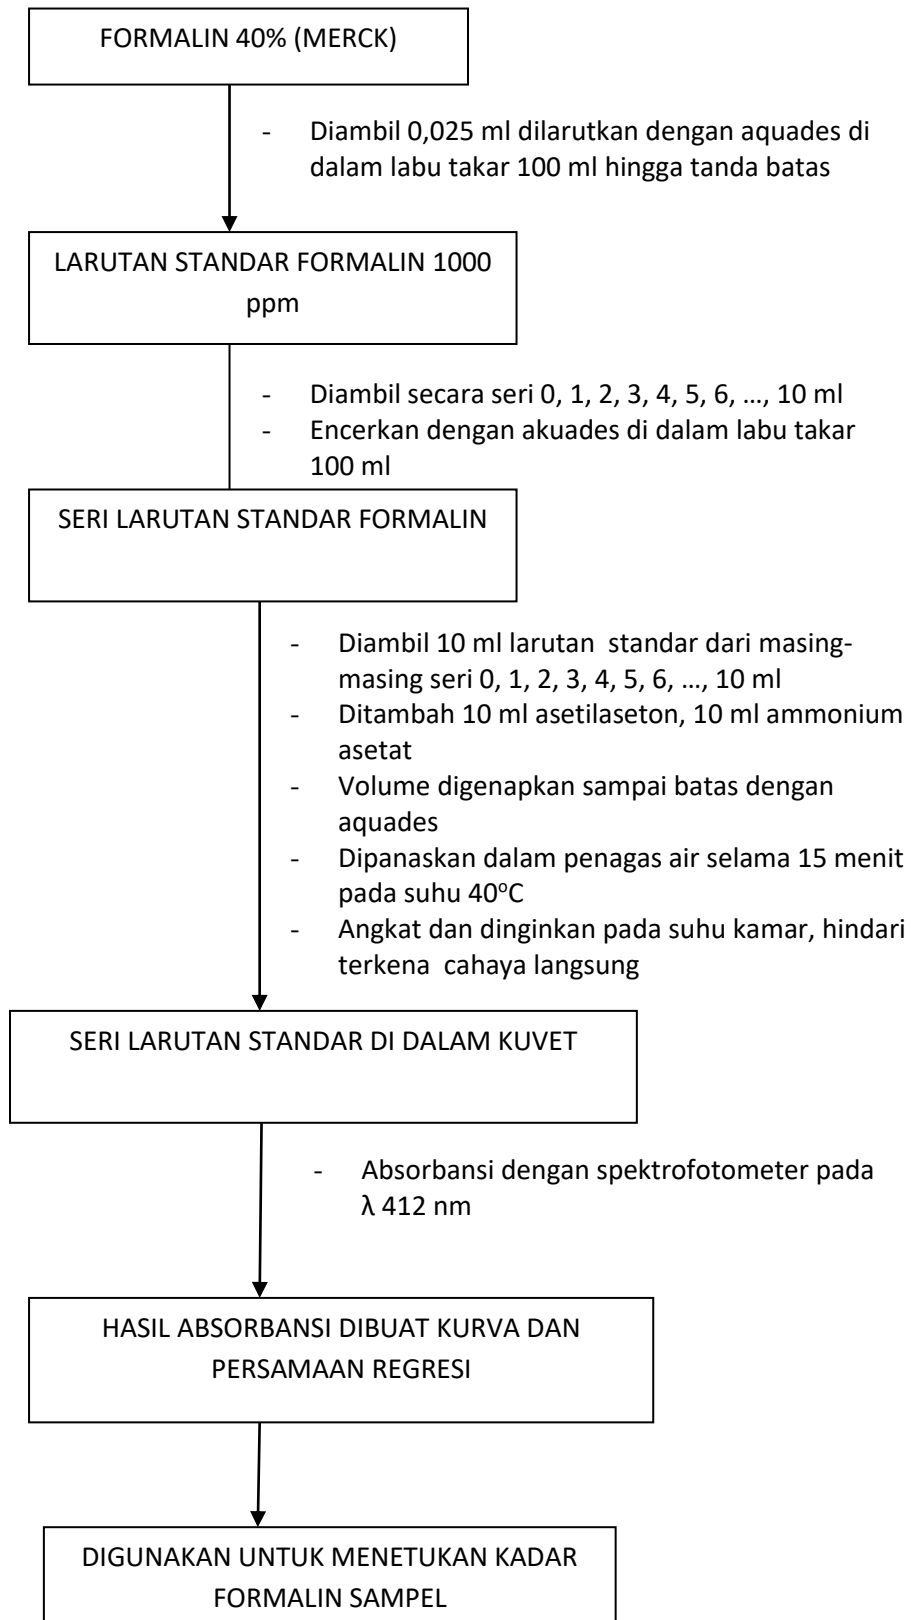 FORMALIN 40% (MERCK)
- Diambil 0,025 ml dilarutkan dengan aquades di
dalam labu takar 100 ml hingga tanda batas
LARUTAN STANDAR FORMALIN 1000
ppm
- Diambil secara seri 0, 1, 2, 3, 4, 5, 6, …, 10 ml
- Encerkan dengan akuades di dalam labu takar
100 ml
SERI LARUTAN STANDAR FORMALIN
- Diambil 10 ml larutan standar dari masing-
masing seri 0, 1, 2, 3, 4, 5, 6, …, 10 ml
- Ditambah 10 ml asetilaseton, 10 ml ammonium
asetat
- Volume digenapkan sampai batas dengan
aquades
- Dipanaskan dalam penagas air selama 15 menit
pada suhu 40°C
- Angkat dan dinginkan pada suhu kamar, hindari
terkena cahaya langsung
SERI LARUTAN STANDAR DI DALAM KUVET
- Absorbansi dengan spektrofotometer pada
λ 412 nm
HASIL ABSORBANSI DIBUAT KURVA DAN
PERSAMAAN REGRESI
DIGUNAKAN UNTUK MENETUKAN KADAR
FORMALIN SAMPEL